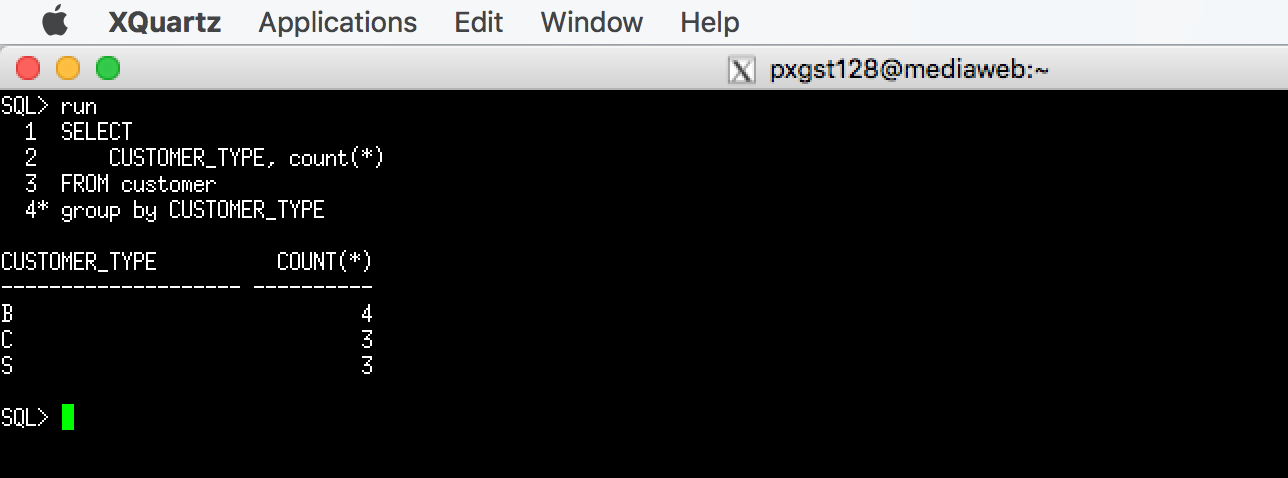 XQuartz Applications Edit Window Help
X pxgst128@mediaweb:~
SQL> run
  1  SELECT
  2      CUSTOMER_TYPE, count(*)
  3  FROM customer
  4* group by CUSTOMER_TYPE

CUSTOMER_TYPE          COUNT(*)
-------------------- ----------
B                             4
C                             3
S                             3

SQL>